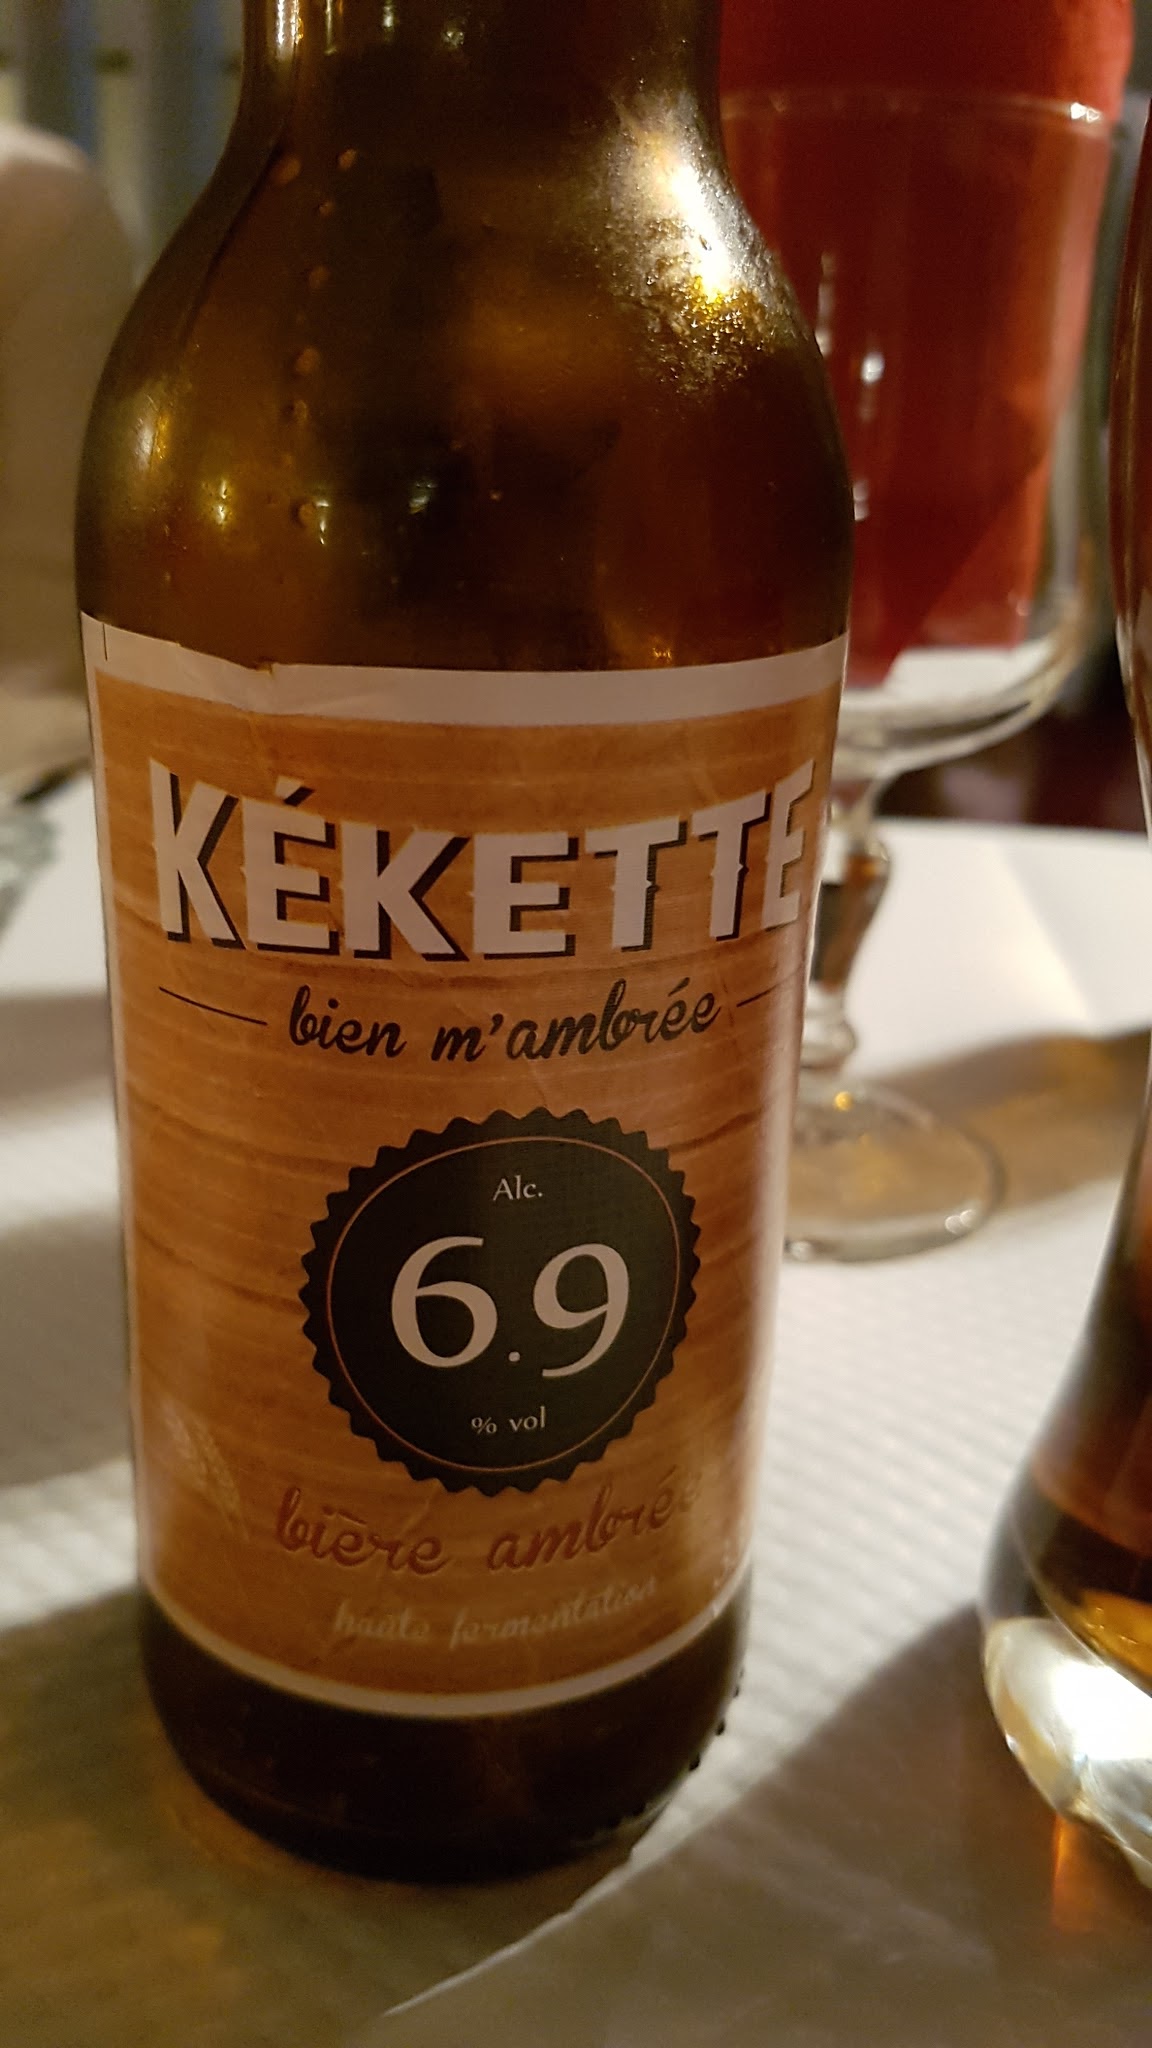 KÉKETTE
bien m'ambrée
Alc.
6.9
% vol
bière ambrée
haute fermentation